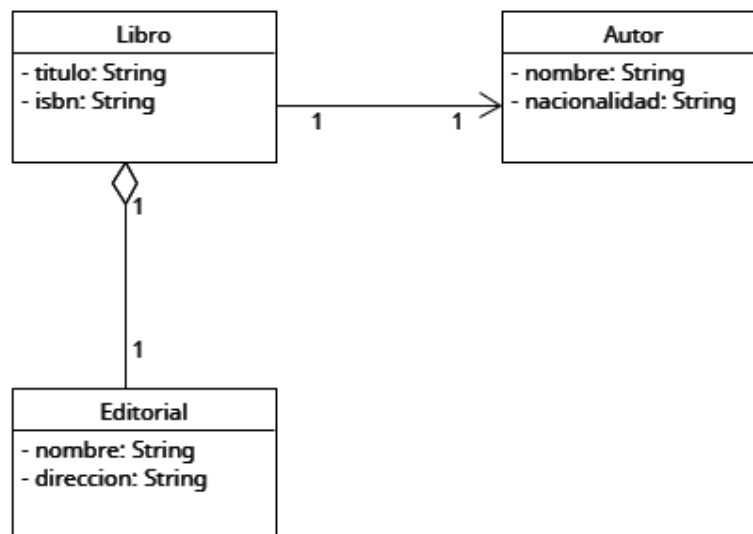 Libro
- titulo: String
- isbn: String
Autor
- nombre: String
- nacionalidad: String
1
1
1
1
Editorial
- nombre: String
- direccion: String